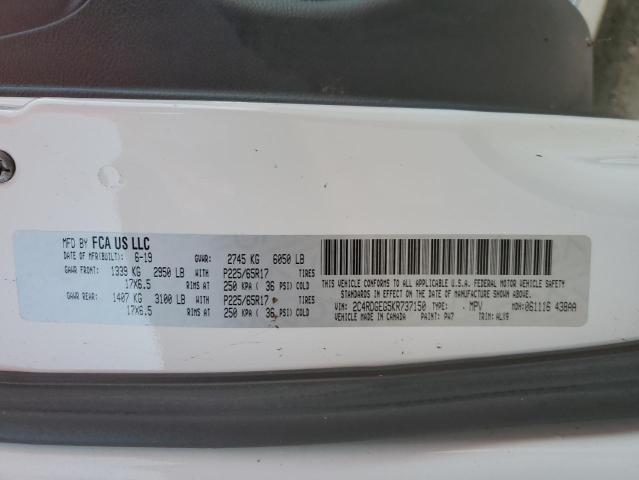 MFD BY FCA US LLC
DATE OF MFR(BUILT): 6-19 GVWR: 2745 KG 6050 LB
GAWR FRONT: 1339 KG 2950 LB WITH P225/65R17 TIRES
17X6.5 RIMS AT 250 KPA ( 36 PSI) COLD
GAWR REAR: 1407 KG 3100 LB WITH P225/65R17 TIRES
17X6.5 RIMS AT 250 KPA ( 36 PSI) COLD
THIS VEHICLE CONFORMS TO ALL APPLICABLE U.S.A. FEDERAL MOTOR VEHICLE SAFETY
STANDARDS IN EFFECT ON THE DATE OF MANUFACTURE SHOWN ABOVE.
VIN: 2C4RDGEG5KR737150 TYPE: MPV MDH: 061116 438AA
VEHICLE MADE IN CANADA PAINT: PW7 TRIM: ALX9